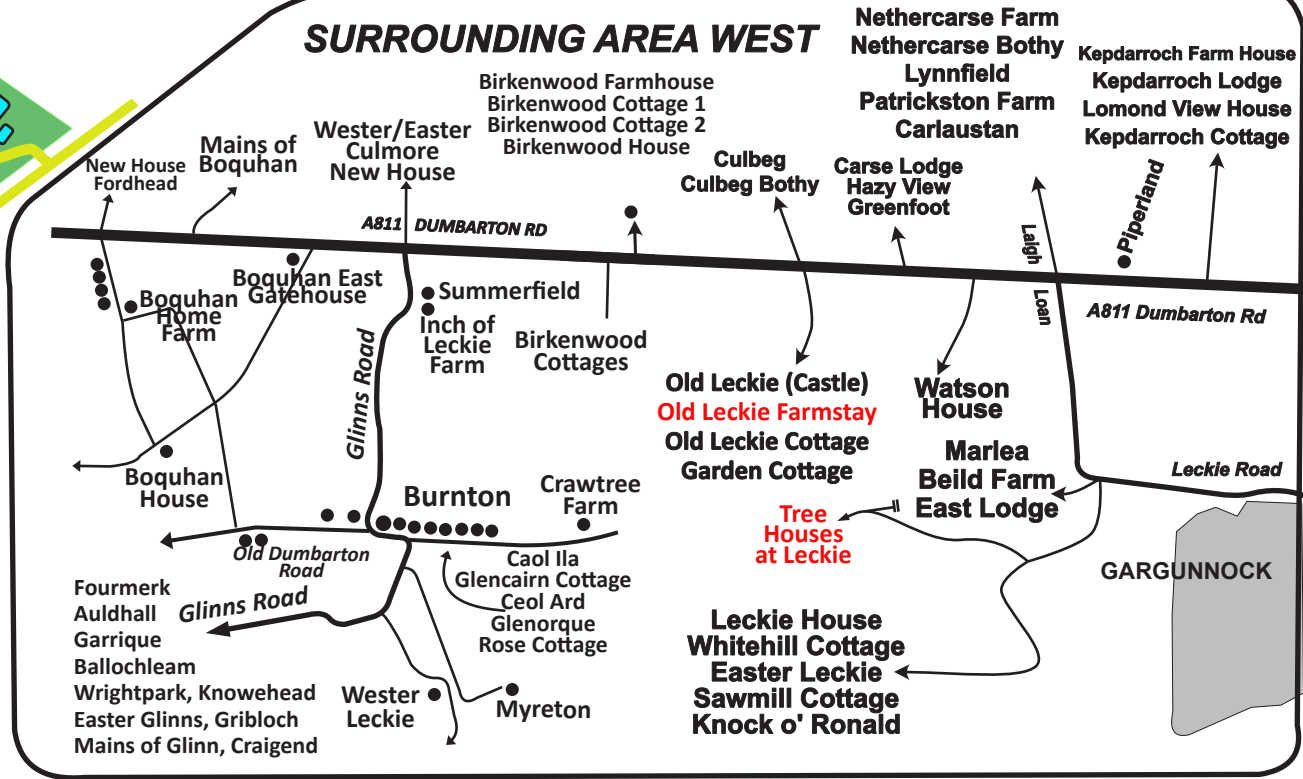 SURROUNDING AREA WEST
Nethercarse Farm
Nethercarse Bothy
Lynnfield
Patrickston Farm
Carlaustan
Kepdarroch Farm House
Kepdarroch Lodge
Lomond View House
Kepdarroch Cottage
Birkenwood Farmhouse
Birkenwood Cottage 1
Birkenwood Cottage 2
Birkenwood House
Wester/Easter
Culmore
New House
Mains of
Boquhan
New House
Fordhead
Culbeg
Culbeg Bothy
Carse Lodge
Hazy View
Greenfoot
Piperland
A811 DUMBARTON RD
Laigh
Loan
A811 Dumbarton Rd
Boquhan East
Gatehouse
Boquhan
Home
Farm
Summerfield
Inch of
Leckie
Farm
Birkenwood
Cottages
Glinns Road
Old Leckie (Castle)
Old Leckie Farmstay
Old Leckie Cottage
Garden Cottage
Watson
House
Marlea
Beild Farm
East Lodge
Leckie Road
Boquhan
House
Burnton
Crawtree
Farm
Tree
Houses
at Leckie
GARGUNNOCK
Old Dumbarton
Road
Caol Ila
Glencairn Cottage
Ceol Ard
Glenorque
Rose Cottage
Glinns Road
Fourmerk
Auldhall
Garrique
Ballochleam
Wrightpark, Knowehead
Easter Glinns, Gribloch
Mains of Glinn, Craigend
Wester
Leckie
Myreton
Leckie House
Whitehill Cottage
Easter Leckie
Sawmill Cottage
Knock o' Ronald